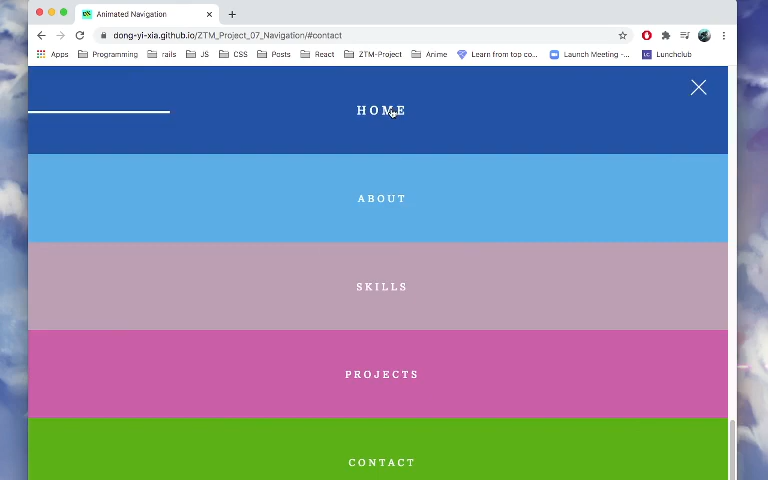 Animated Navigation
dong-yi-xia.github.io/ZTM_Project_07_Navigation/#contact
Apps Programming rails JS CSS Posts React ZTM-Project Anime Learn from top co... Launch Meeting -... LC Lunchclub
HOME
ABOUT
SKILLS
PROJECTS
CONTACT